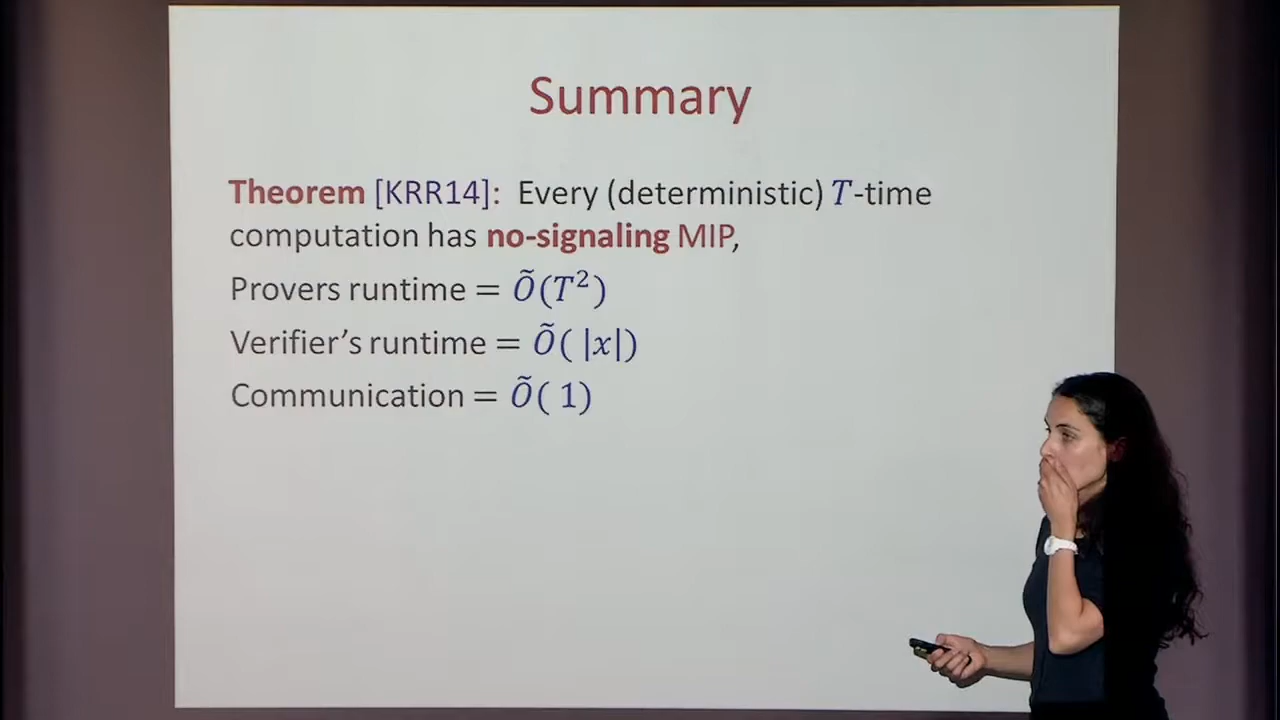 Summary
Theorem [KRR14]: Every (deterministic) T-time
computation has no-signaling MIP,
Provers runtime = Õ(T²)
Verifier’s runtime = Õ( |x|)
Communication = Õ( 1)